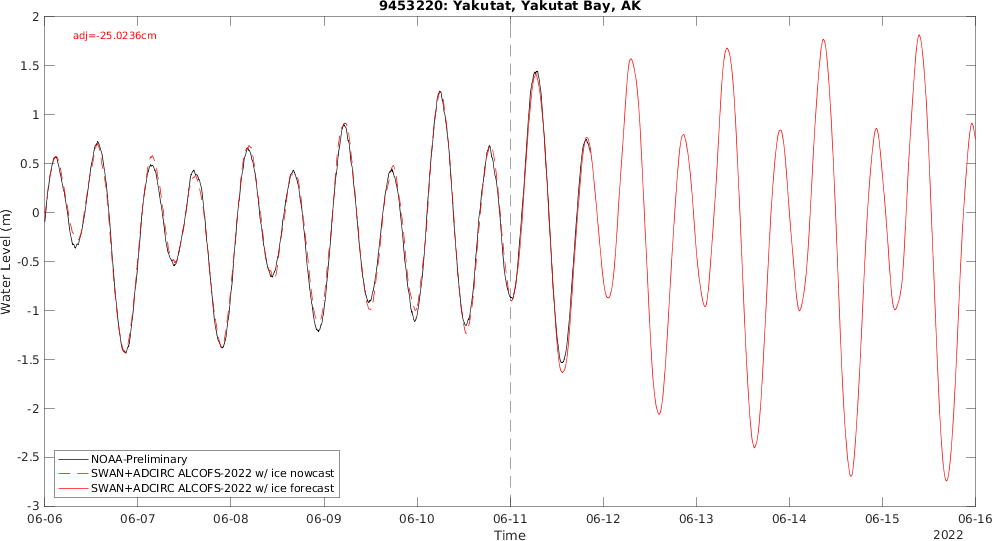 9453220: Yakutat, Yakutat Bay, AK
adj=-25.0236cm
2
1.5
1
0.5
0
-0.5
-1
-1.5
-2
-2.5
-3
Water Level (m)
NOAA-Preliminary
SWAN+ADCIRC ALCOFS-2022 w/ ice nowcast
SWAN+ADCIRC ALCOFS-2022 w/ ice forecast
06-06 06-07 06-08 06-09 06-10 06-11 06-12 06-13 06-14 06-15 06-16
Time
2022